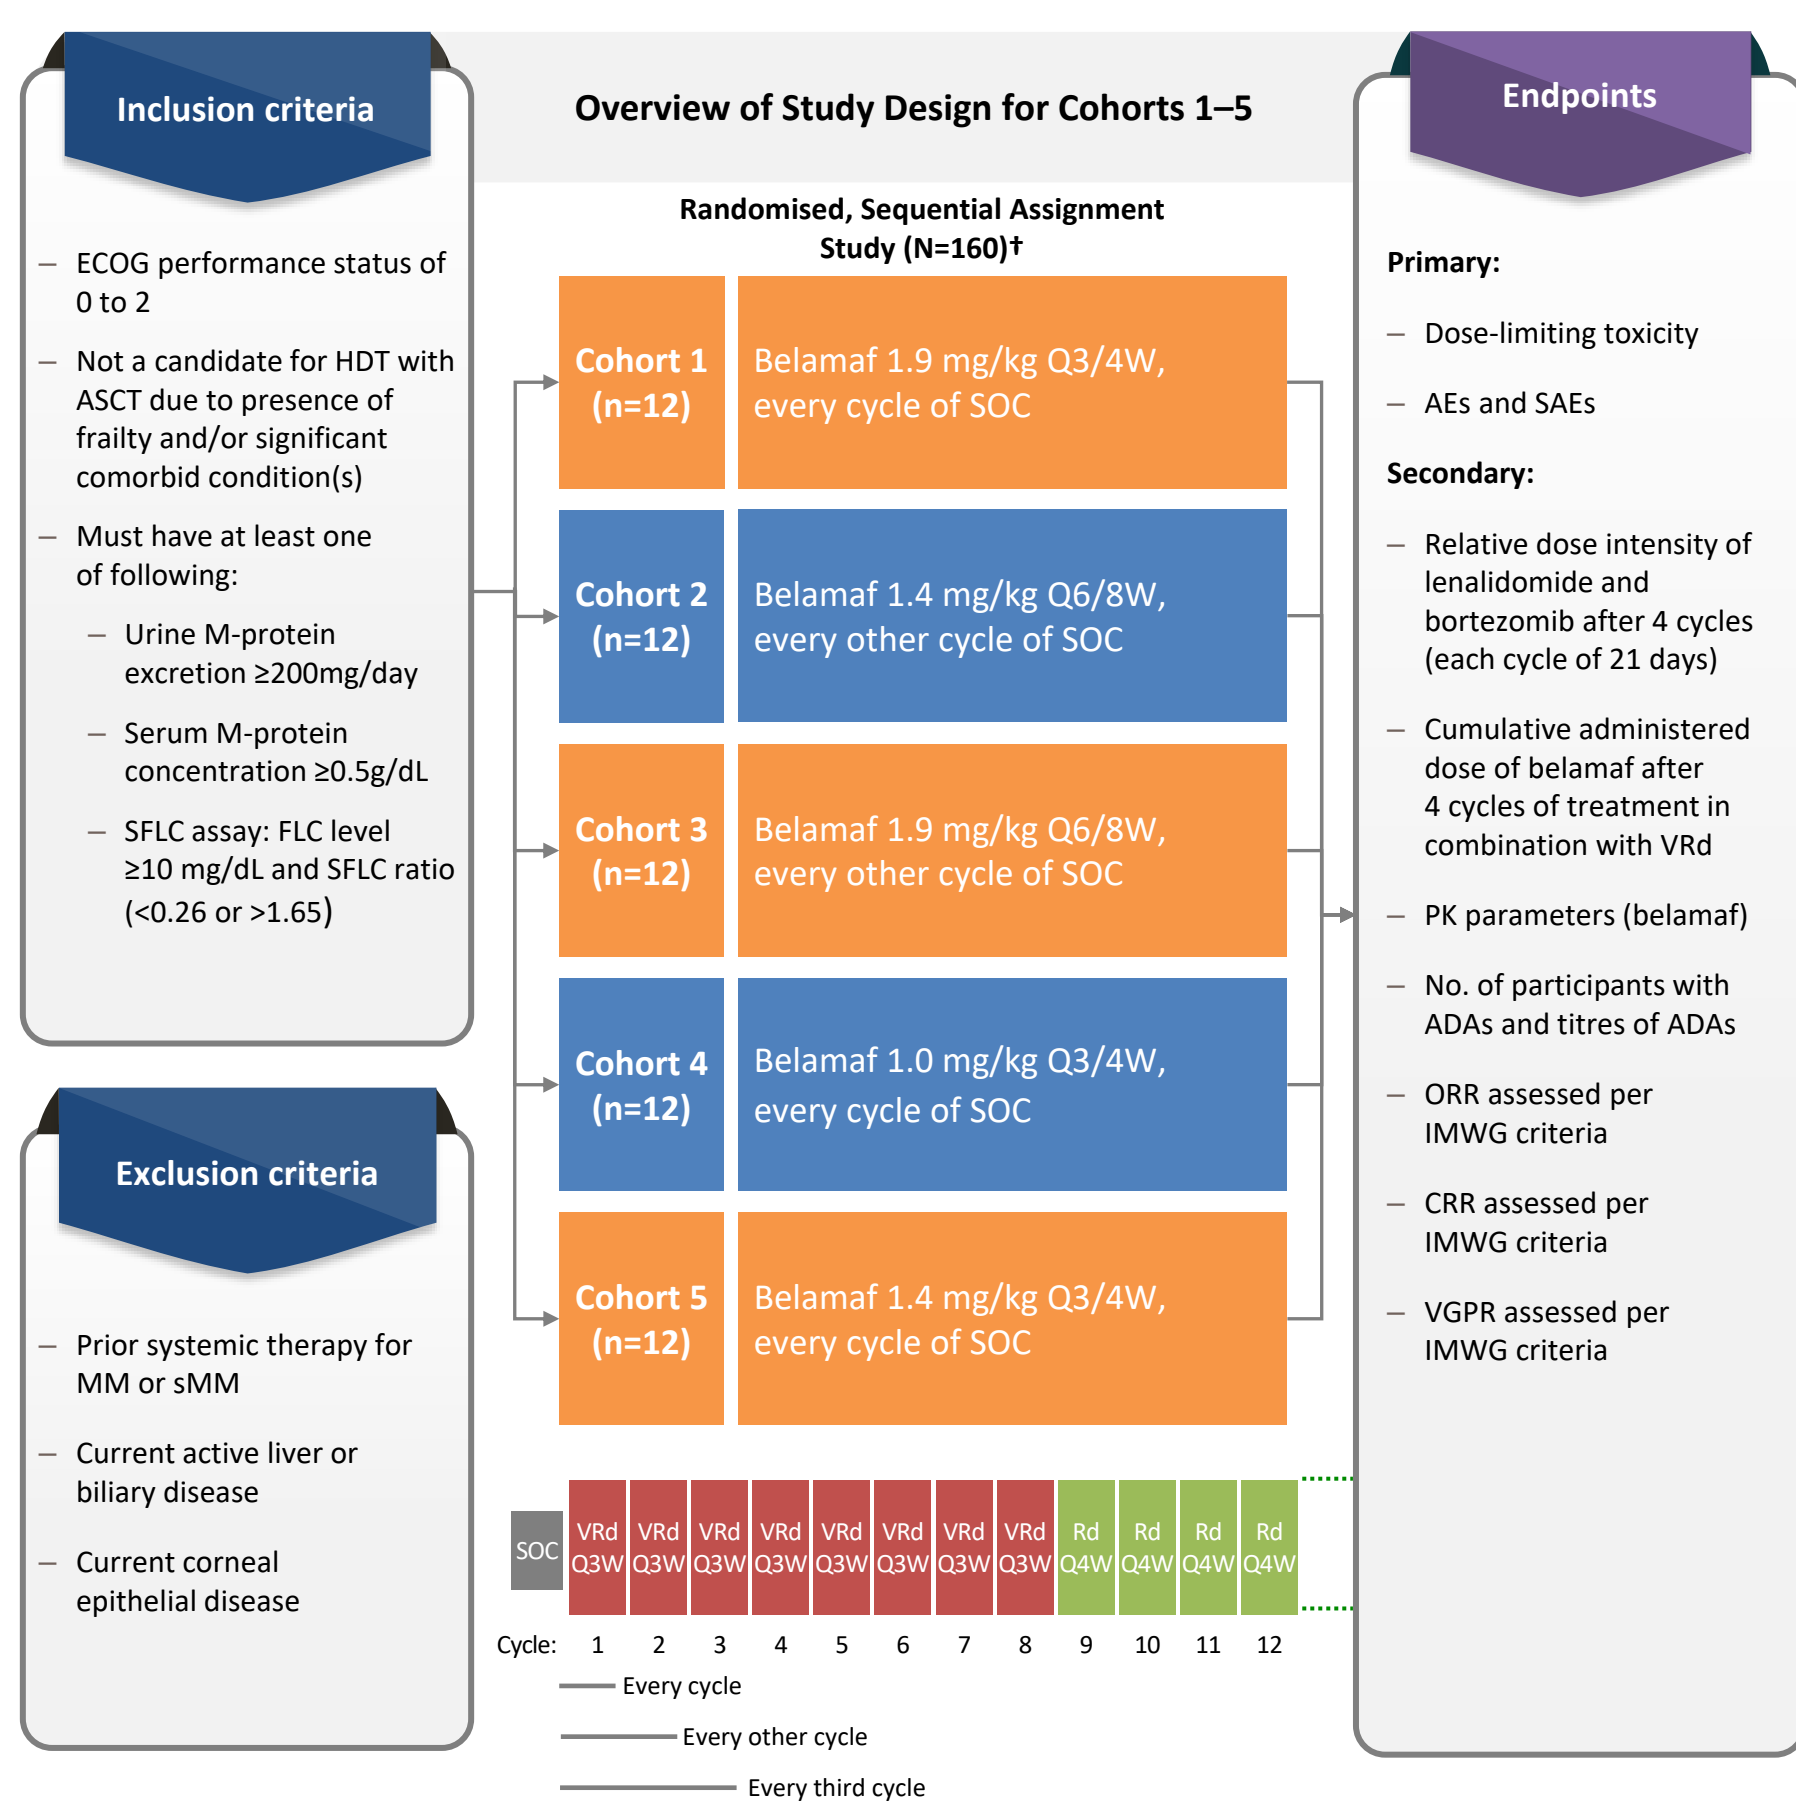 Inclusion criteria
– ECOG performance status of
0 to 2
– Not a candidate for HDT with
ASCT due to presence of
frailty and/or significant
comorbid condition(s)
– Must have at least one
of following:
– Urine M-protein
excretion ≥200mg/day
– Serum M-protein
concentration ≥0.5g/dL
– SFLC assay: FLC level
≥10 mg/dL and SFLC ratio
(<0.26 or >1.65)
Exclusion criteria
– Prior systemic therapy for
MM or sMM
– Current active liver or
biliary disease
– Current corneal
epithelial disease
Overview of Study Design for Cohorts 1–5
Randomised, Sequential Assignment
Study (N=160)†
Cohort 1
(n=12)
Belamaf 1.9 mg/kg Q3/4W,
every cycle of SOC
Cohort 2
(n=12)
Belamaf 1.4 mg/kg Q6/8W,
every other cycle of SOC
Cohort 3
(n=12)
Belamaf 1.9 mg/kg Q6/8W,
every other cycle of SOC
Cohort 4
(n=12)
Belamaf 1.0 mg/kg Q3/4W,
every cycle of SOC
Cohort 5
(n=12)
Belamaf 1.4 mg/kg Q3/4W,
every cycle of SOC
SOC
VRd VRd VRd VRd VRd VRd VRd VRd Rd Rd Rd Rd
Q3W Q3W Q3W Q3W Q3W Q3W Q3W Q3W Q4W Q4W Q4W Q4W
Cycle: 1 2 3 4 5 6 7 8 9 10 11 12
Every cycle
Every other cycle
Every third cycle
Endpoints
Primary:
– Dose-limiting toxicity
– AEs and SAEs
Secondary:
– Relative dose intensity of
lenalidomide and
bortezomib after 4 cycles
(each cycle of 21 days)
– Cumulative administered
dose of belamaf after
4 cycles of treatment in
combination with VRd
– PK parameters (belamaf)
– No. of participants with
ADAs and titres of ADAs
– ORR assessed per
IMWG criteria
– CRR assessed per
IMWG criteria
– VGPR assessed per
IMWG criteria